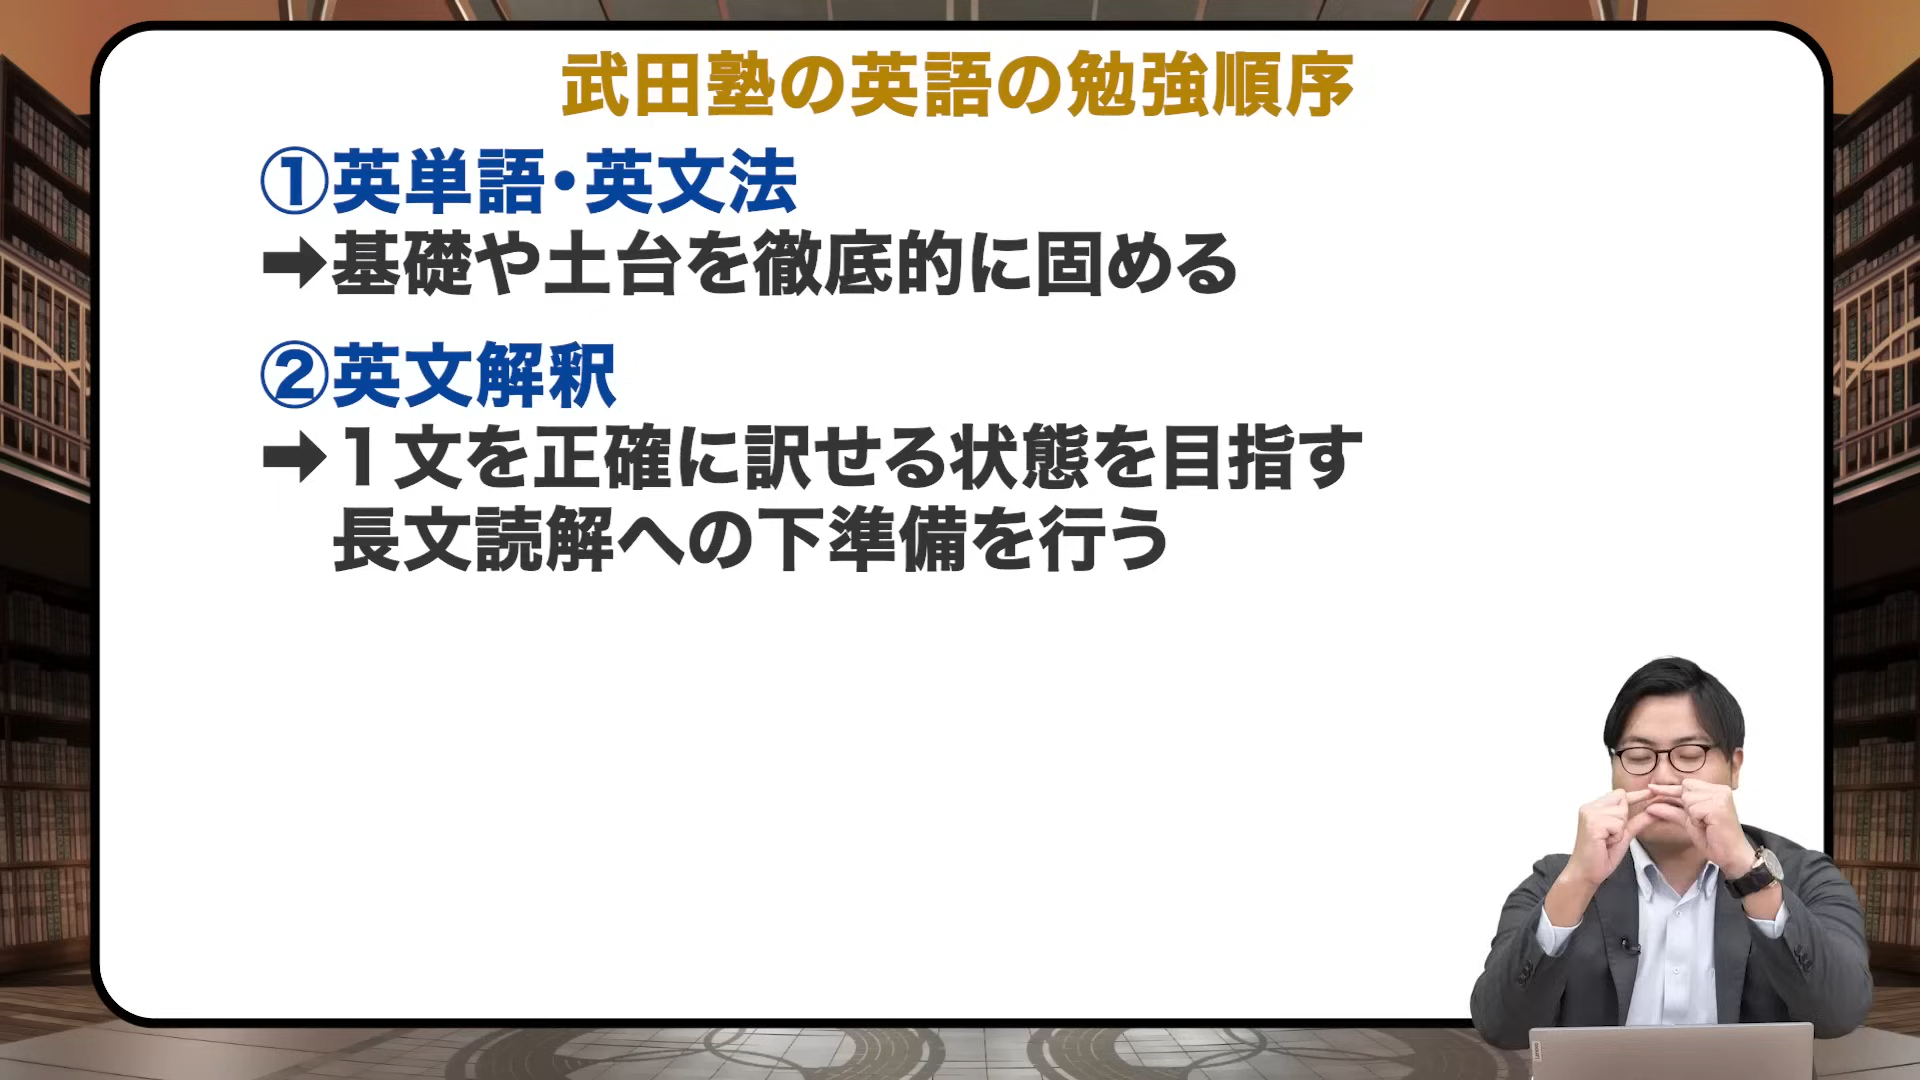 武田塾の英語の勉強順序
①英単語・英文法
➡基礎や土台を徹底的に固める
②英文解釈
➡1文を正確に訳せる状態を目指す
長文読解への下準備を行う
Lenovo